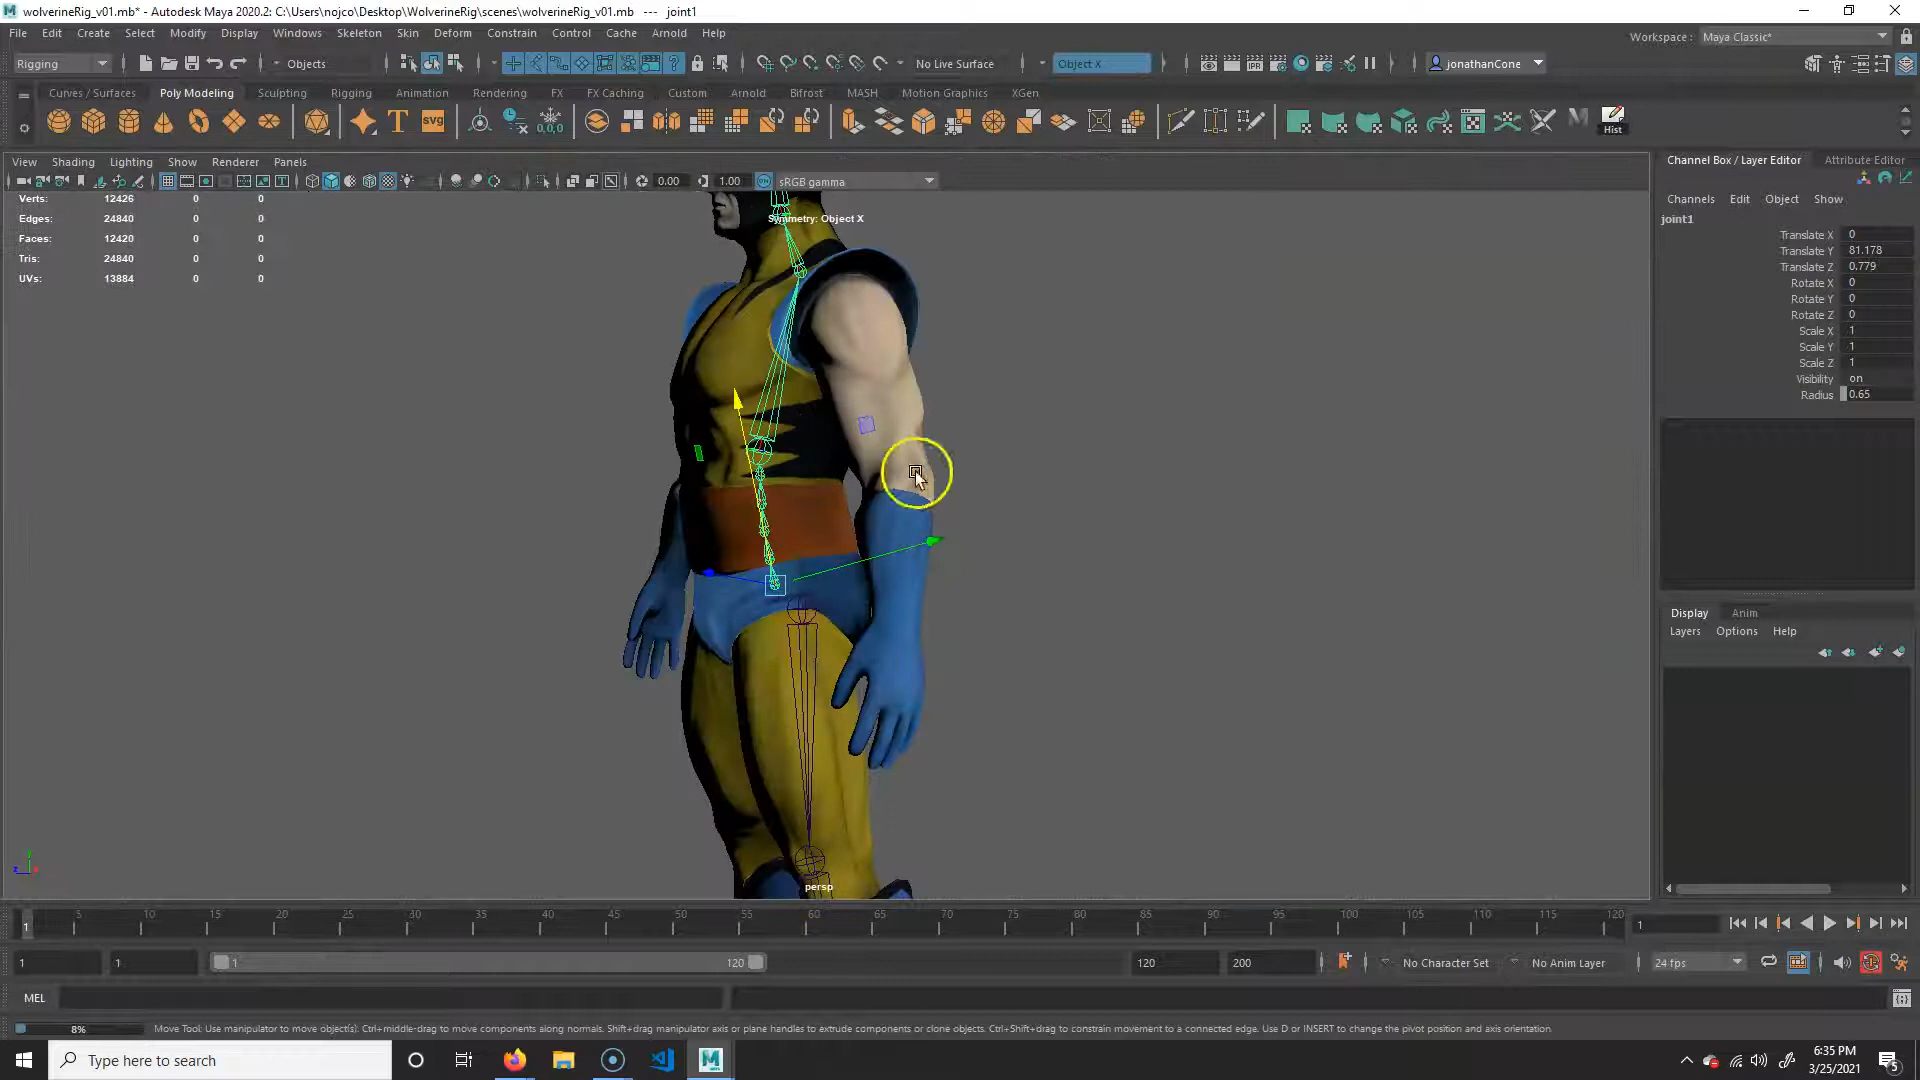 wolverineRig_v01.mb* - Autodesk Maya 2020.2: C:\Users\nojco\Desktop\WolverineRig\scenes\wolverineRig_v01.mb --- joint1
File Edit Create Select Modify Display Windows Skeleton Skin Deform Constrain Control Cache Arnold Help
Workspace: Maya Classic*
Rigging Objects No Live Surface Object X jonathanCone
Curves / Surfaces Poly Modeling Sculpting Rigging Animation Rendering FX FX Caching Custom Arnold Bifrost MASH Motion Graphics XGen
T svg 0,0,0 IPR Hist
View Shading Lighting Show Renderer Panels
0.00 1.00 sRGB gamma
Verts: 12426 0 0
Edges: 24840 0 0
Faces: 12420 0 0
Tris: 24840 0 0
UVs: 13884 0 0
Symmetry: Object X
persp
Channel Box / Layer Editor Attribute Editor
Channels Edit Object Show
joint1
Translate X 0
Translate Y 81.178
Translate Z 0.779
Rotate X 0
Rotate Y 0
Rotate Z 0
Scale X 1
Scale Y 1
Scale Z 1
Visibility on
Radius 0.65
Display Anim
Layers Options Help
5 10 15 20 25 30 35 40 45 50 55 60 65 70 75 80 85 90 95 100 105 110 115 120
1 1
1 1 1 120 120 200 No Character Set No Anim Layer 24 fps
MEL
8% Move Tool: Use manipulator to move object(s). Ctrl+middle-drag to move components along normals. Shift+drag manipulator axis or plane handles to extrude components or clone objects. Ctrl+Shift+drag to constrain movement to a connected edge. Use D or INSERT to change the pivot position and axis orientation.
Type here to search
6:35 PM
3/25/2021
5